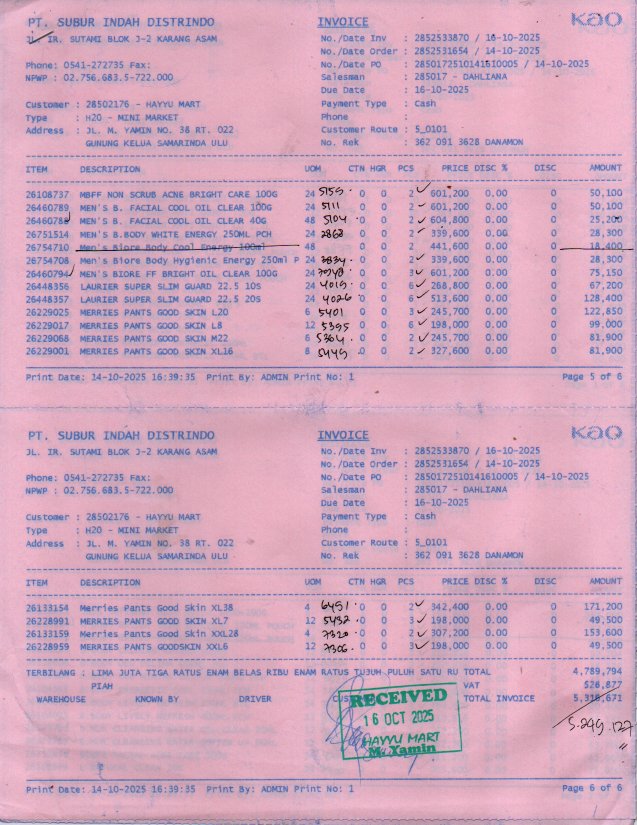 PT. SUBUR INDAH DISTRINDO INVOICE Kao
JL. IR. SUTAMI BLOK J-2 KARANG ASAM No./Date Inv : 2852533870 / 16-10-2025
No./Date Order : 2852531654 / 14-10-2025
Phone: 0541-272735 Fax: No./Date PO : 2850172510141610005 / 14-10-2025
NPWP : 02.756.683.5-722.000 Salesman : 285017 - DAHLIANA
Due Date : 16-10-2025
Customer : 28502176 - HAYYU MART Payment Type : Cash
Type : H20 - MINI MARKET Phone :
Address : JL. M. YAMIN NO. 38 RT. 022 Customer Route : S_0101
GUNUNG KELUA SAMARINDA ULU No. Rek : 362 091 3628 DANAMON
ITEM DESCRIPTION UOM CTN HGR PCS PRICE DISC % DISC AMOUNT
26108737 MBFF NON SCRUB ACNE BRIGHT CARE 100G 24 5159 0 0 2 601,200 0.00 0 50,100
26460789 MEN'S B. FACIAL COOL OIL CLEAR 100G 24 5111 0 0 2 601,200 0.00 0 50,100
26460788 MEN'S B. FACIAL COOL OIL CLEAR 40G 48 5104 0 0 2 604,800 0.00 0 25,200
26751514 MEN'S B.BODY WHITE ENERGY 250ML PCH 24 2868 0 0 2 339,600 0.00 0 28,300
26754710 Men's Biore Body Cool Energy 100ml 48 0 0 2 441,600 0.00 0 18,400
26754708 Men's Biore Body Hygienic Energy 250ml P 24 0 0 2 339,600 0.00 0 28,300
26460794 MEN'S BIORE FF BRIGHT OIL CLEAR 100G 24 0 0 3 601,200 0.00 0 75,150
26448356 LAURIER SUPER SLIM GUARD 22.5 10S 24 4019 0 0 6 268,800 0.00 0 67,200
26448357 LAURIER SUPER SLIM GUARD 22.5 20S 24 4026 0 0 6 513,600 0.00 0 128,400
26229025 MERRIES PANTS GOOD SKIN L20 6 5401 0 0 3 245,700 0.00 0 122,850
26229017 MERRIES PANTS GOOD SKIN L8 12 5395 0 0 6 198,000 0.00 0 99,000
26229068 MERRIES PANTS GOOD SKIN M22 6 5364 0 0 2 245,700 0.00 0 81,900
26229001 MERRIES PANTS GOOD SKIN XL16 8 5449 0 0 2 327,600 0.00 0 81,900
Print Date: 14-10-2025 16:39:35 Print By: ADMIN Print No: 1 Page 5 of 6
PT. SUBUR INDAH DISTRINDO INVOICE Kao
JL. IR. SUTAMI BLOK J-2 KARANG ASAM No./Date Inv : 2852533870 / 16-10-2025
No./Date Order : 2852531654 / 14-10-2025
Phone: 0541-272735 Fax: No./Date PO : 2850172510141610005 / 14-10-2025
NPWP : 02.756.683.5-722.000 Salesman : 285017 - DAHLIANA
Due Date : 16-10-2025
Customer : 28502176 - HAYYU MART Payment Type : Cash
Type : H20 - MINI MARKET Phone :
Address : JL. M. YAMIN NO. 38 RT. 022 Customer Route : S_0101
GUNUNG KELUA SAMARINDA ULU No. Rek : 362 091 3628 DANAMON
ITEM DESCRIPTION UOM CTN HGR PCS PRICE DISC % DISC AMOUNT
26133154 Merries Pants Good Skin XL38 4 6451 0 0 2 342,400 0.00 0 171,200
26228991 MERRIES PANTS GOOD SKIN XL7 12 5432 0 0 3 198,000 0.00 0 49,500
26133159 Merries Pants Good Skin XXL28 4 7320 0 0 2 307,200 0.00 0 153,600
26228959 MERRIES PANTS GOODSKIN XXL6 12 7306 0 0 3 198,000 0.00 0 49,500
TERBILANG : LIMA JUTA TIGA RATUS ENAM BELAS RIBU ENAM RATUS TUJUH PULUH SATU RU TOTAL 4,789,794
PIAH VAT 526,877
WAREHOUSE KNOWN BY DRIVER TOTAL INVOICE 5,316,671
RECEIVED
16 OCT 2025
HAYYU MART
M. Yamin
5.249.127
Print Date: 14-10-2025 16:39:35 Print By: ADMIN Print No: 1 Page 6 of 6